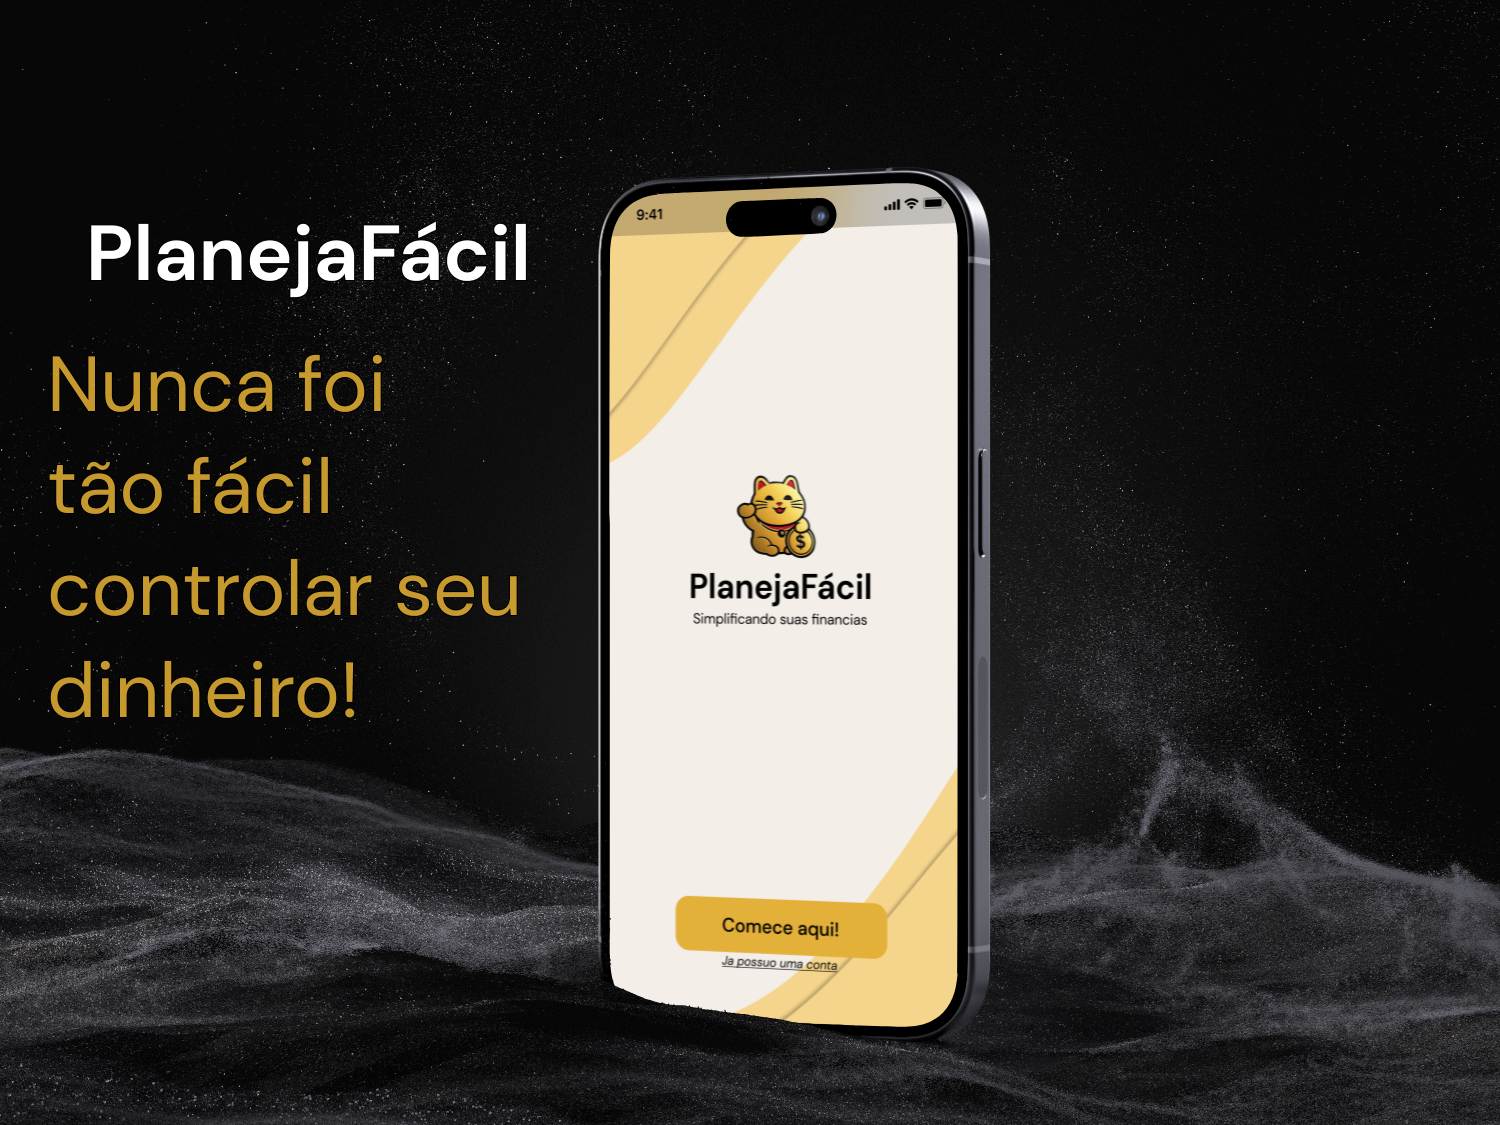 PlanejaFácil
Nunca foi
tão fácil
controlar seu
dinheiro!
9:41
$
PlanejaFácil
Simplificando suas financias
Comece aqui!
Ja possuo uma conta